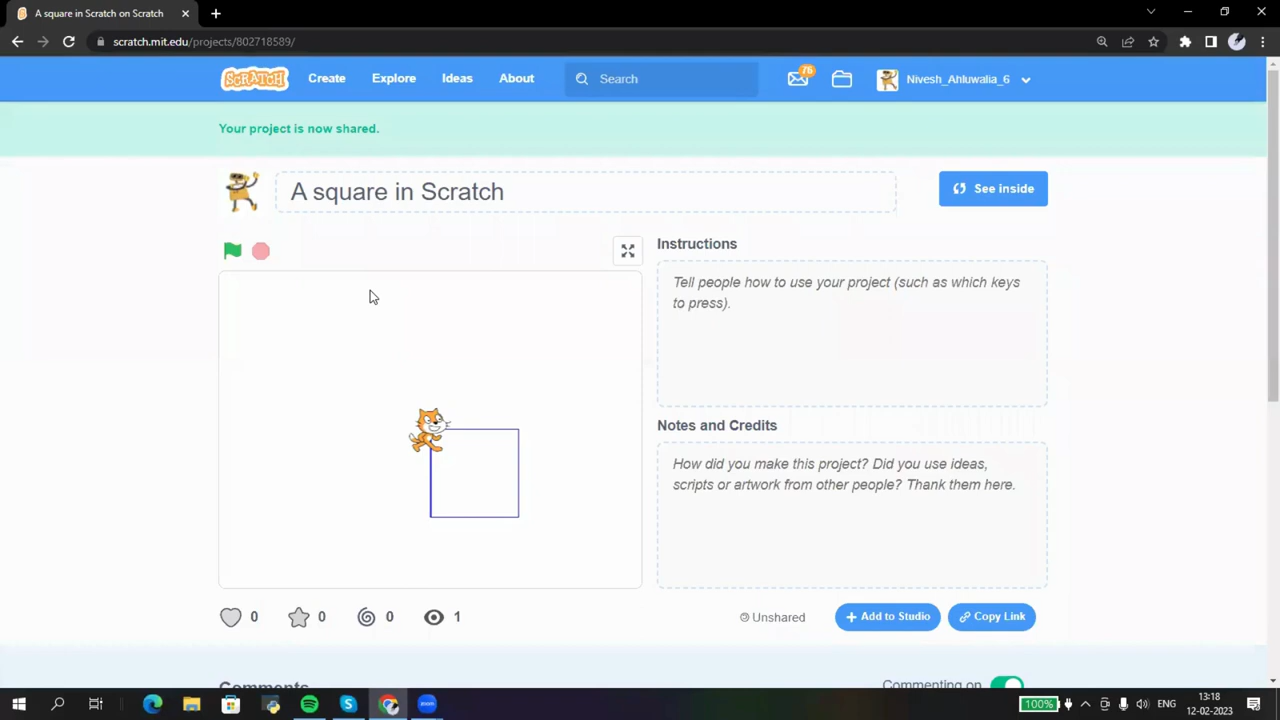 A square in Scratch on Scratch
scratch.mit.edu/projects/802718589/
SCRATCH
Create
Explore
Ideas
About
Search
76
Nivesh_Ahluwalia_6
Your project is now shared.
A square in Scratch
See inside
Instructions
Tell people how to use your project (such as which keys
to press).
Notes and Credits
How did you make this project? Did you use ideas,
scripts or artwork from other people? Thank them here.
0
0
0
1
Unshared
Add to Studio
Copy Link
Comments
Commenting on
100%
ENG
13:18
12-02-2023